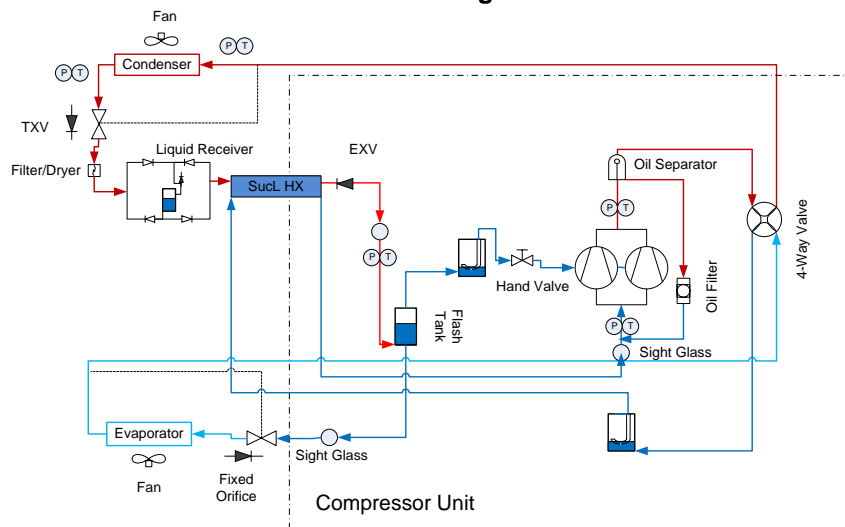 Fan
P T
P T
Condenser
TXV
Filter/Dryer
Liquid Receiver
SucL HX
EXV
P T
Flash
Tank
Hand Valve
Oil Separator
P T
4-Way Valve
Oil Filter
P T
Sight Glass
Evaporator
Fan
Fixed
Orifice
Sight Glass
Compressor Unit